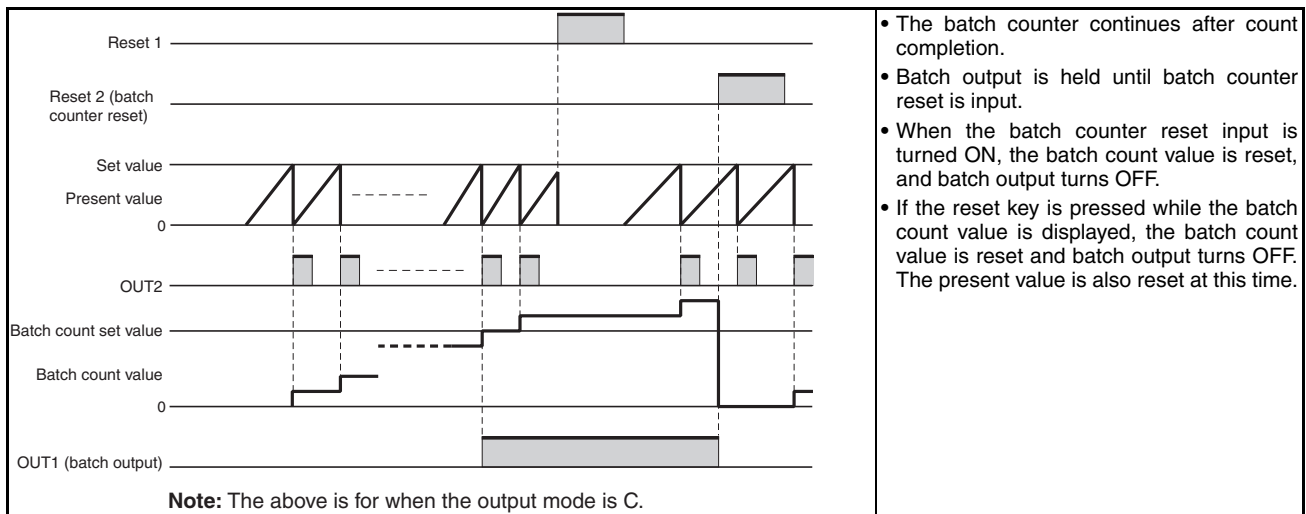 Reset 1
Reset 2 (batch
counter reset)
Set value
Present value
0
OUT2
Batch count set value
Batch count value
0
OUT1 (batch output)
Note: The above is for when the output mode is C.
• The batch counter continues after count
completion.
• Batch output is held until batch counter
reset is input.
• When the batch counter reset input is
turned ON, the batch count value is reset,
and batch output turns OFF.
• If the reset key is pressed while the batch
count value is displayed, the batch count
value is reset and batch output turns OFF.
The present value is also reset at this time.